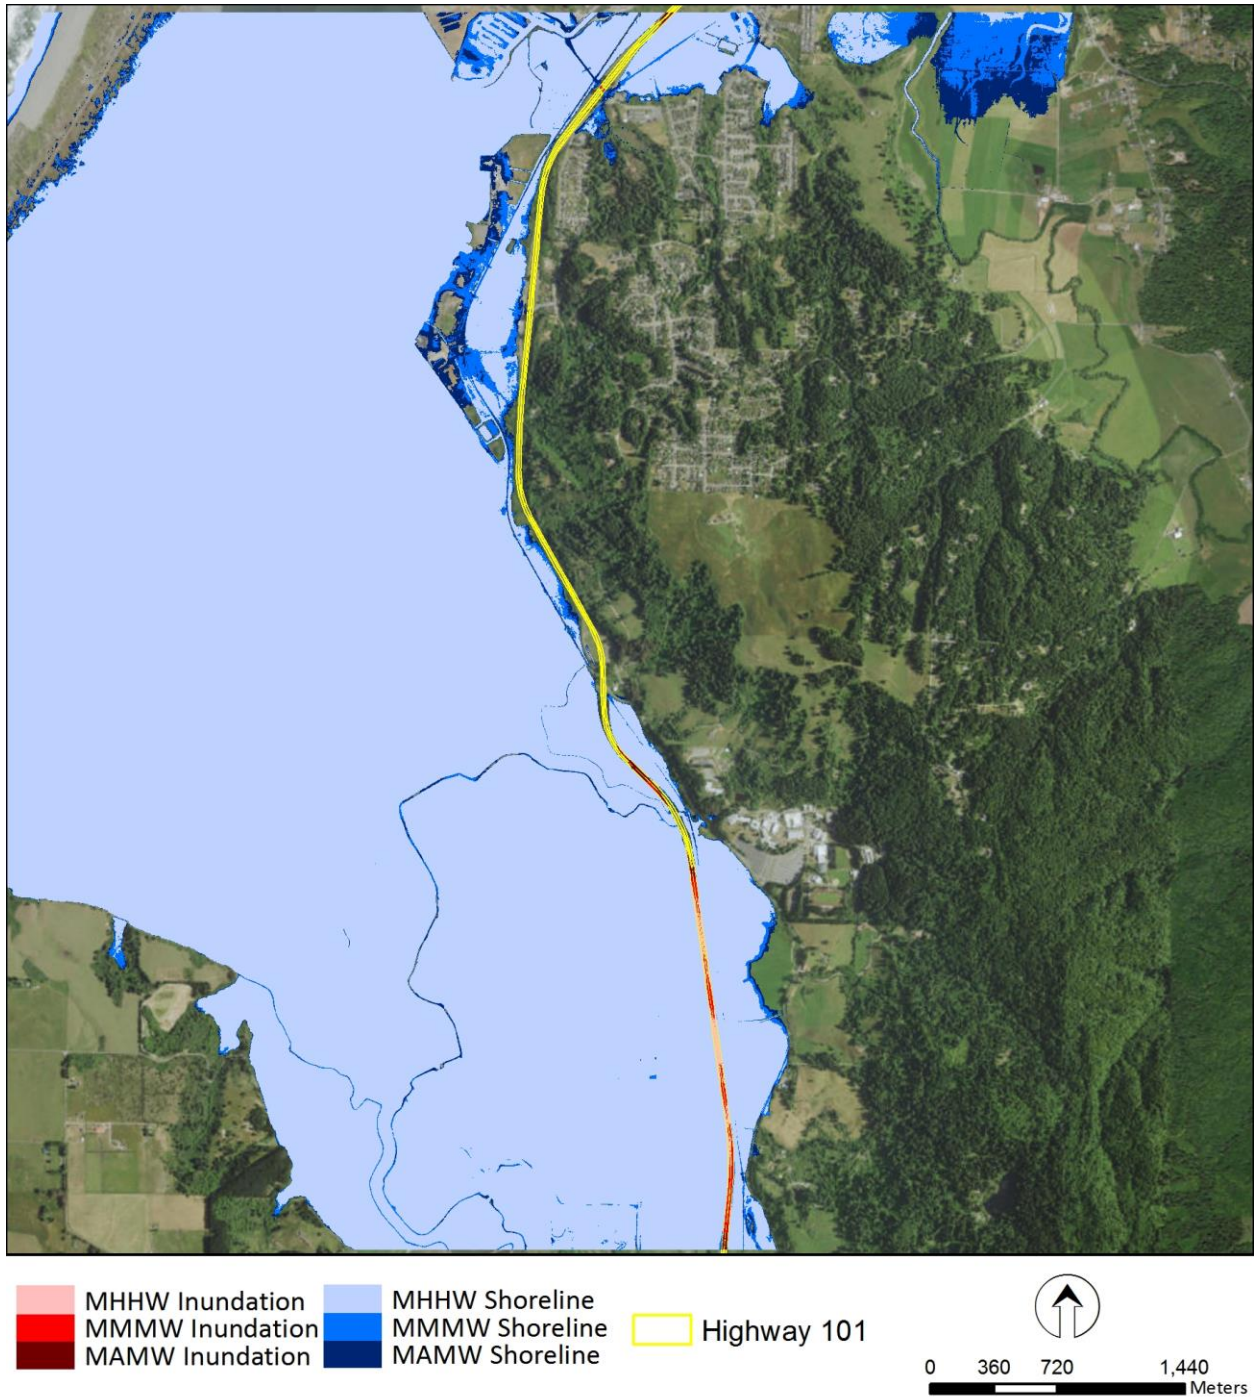 MHHW Inundation
MMMW Inundation
MAMW Inundation
MHHW Shoreline
MMMW Shoreline
MAMW Shoreline
Highway 101
0 360 720 1,440
Meters